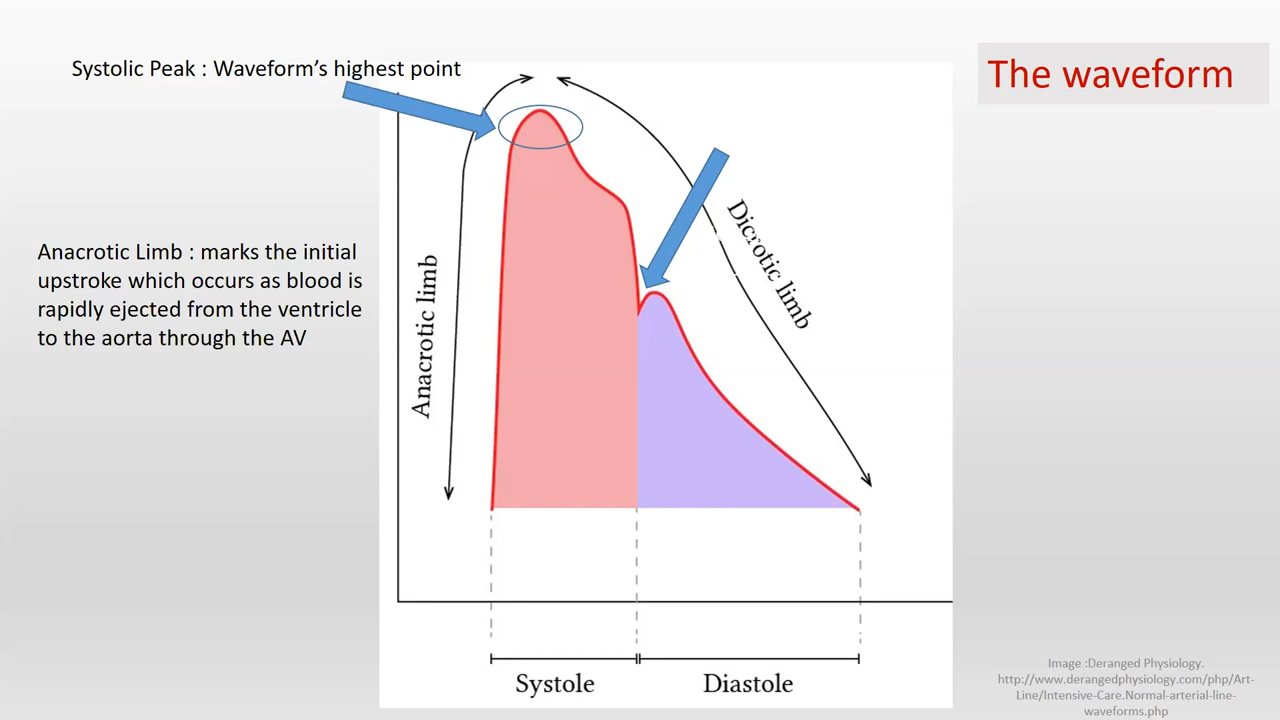 Systolic Peak : Waveform’s highest point
The waveform
Anacrotic Limb : marks the initial
upstroke which occurs as blood is
rapidly ejected from the ventricle
to the aorta through the AV
Anacrotic limb
Dicrotic limb
Systole
Diastole
Image :Deranged Physiology.
http://www.derangedphysiology.com/php/Art-
Line/Intensive-Care.Normal-arterial-line-
waveforms.php